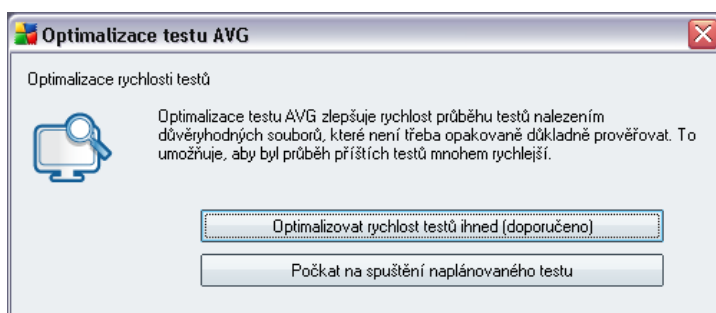 Optimalizace testu AVG
Optimalizace rychlosti testů
Optimalizace testu AVG zlepšuje rychlost průběhu testů nalezením
důvěryhodných souborů, které není třeba opakovaně důkladně prověřovat. To
umožňuje, aby byl průběh příštích testů mnohem rychlejší.
Optimalizovat rychlost testů ihned (doporučeno)
Počkat na spuštění naplánovaného testu